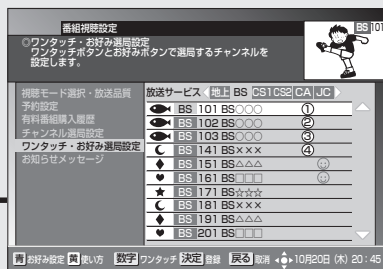 番組視聴設定
BS 101
◎ワンタッチ・お好み選局設定
ワンタッチボタンとお好みボタンで選局するチャンネルを
設定します。
視聴モード選択・放送品質
予約設定
有料番組購入履歴
チャンネル選局設定
ワンタッチ・お好み選局設定
お知らせメッセージ
放送サービス 地上 BS CS1 CS2 CA JC
BS 101 BS○○○ ①
BS 102 BS○○○ ②
BS 103 BS○○○ ③
BS 141 BS××× ④
BS 151 BS△△△
BS 161 BS□□□
BS 171 BS☆☆☆
BS 181 BS×××
BS 191 BS△△△
BS 201 BS□□□
青 お好み設定 黄 使い方 数字 ワンタッチ 決定 登録 戻る 取消 10月20日 (木) 20:45